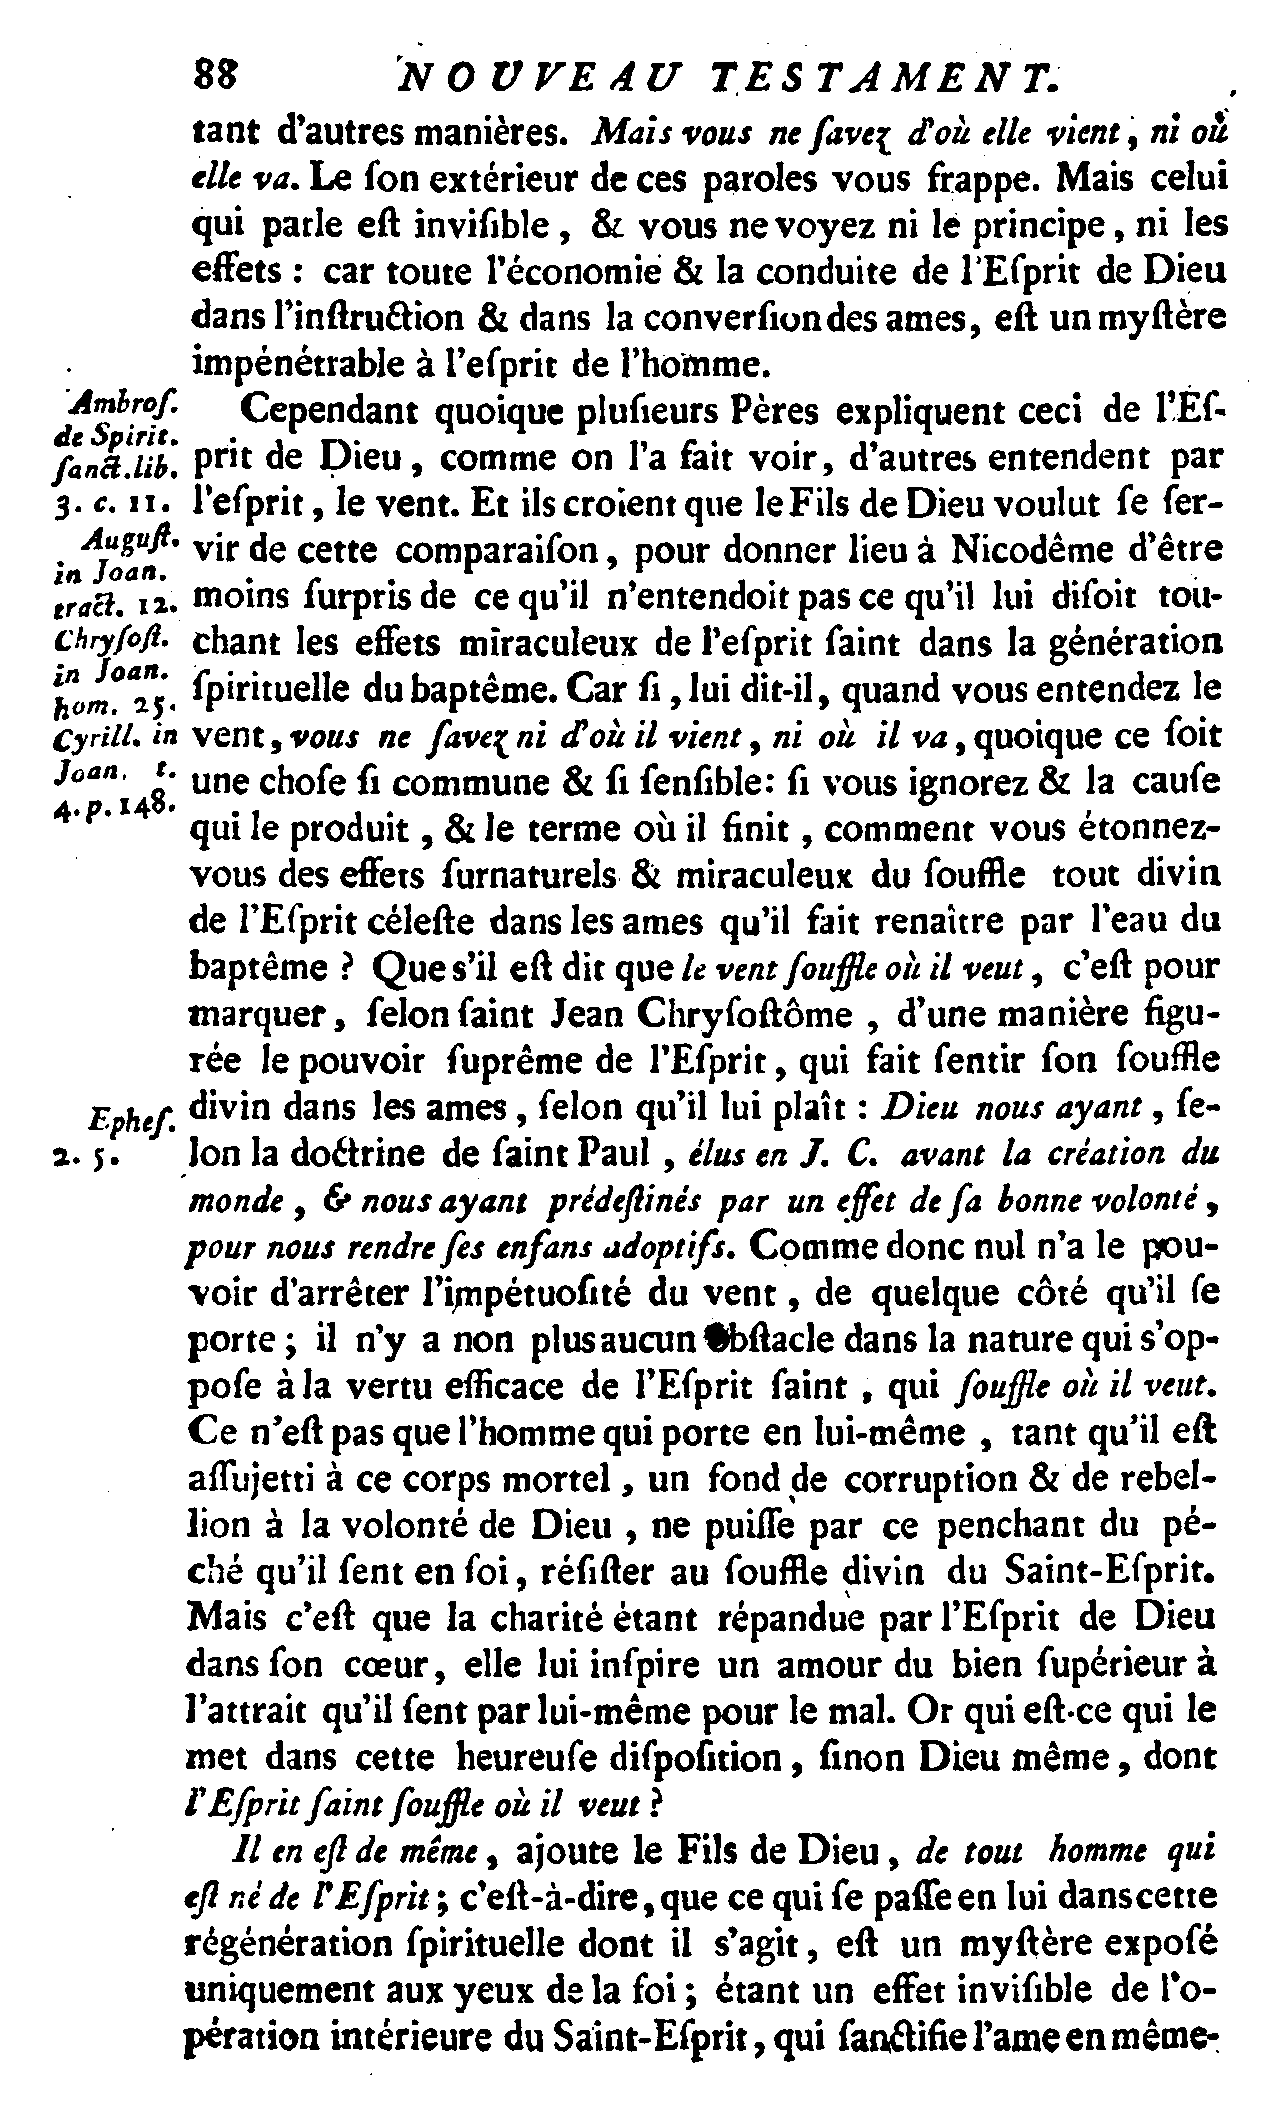 88 NOUVEAU TESTAMENT.
tant d'autres manières. Mais vous ne ſavez d'où elle vient, ni où
elle va. Le ſon extérieur de ces paroles vous frappe. Mais celui
qui parle eſt inviſible, & vous ne voyez ni le principe, ni les
effets : car toute l'économie & la conduite de l'Eſprit de Dieu
dans l'inſtruction & dans la converſion des ames, eſt un myſtère
impénétrable à l'eſprit de l'homme.
Cependant quoique pluſieurs Pères expliquent ceci de l'Eſ-
prit de Dieu, comme on l'a fait voir, d'autres entendent par
l'eſprit, le vent. Et ils croient que le Fils de Dieu voulut ſe ſer-
vir de cette comparaiſon, pour donner lieu à Nicodême d'être
moins ſurpris de ce qu'il n'entendoit pas ce qu'il lui diſoit tou-
chant les effets miraculeux de l'eſprit ſaint dans la génération
ſpirituelle du baptême. Car ſi, lui dit-il, quand vous entendez le
vent, vous ne ſavez ni d'où il vient, ni où il va, quoique ce ſoit
une choſe ſi commune & ſi ſenſible: ſi vous ignorez & la cauſe
qui le produit, & le terme où il finit, comment vous étonnez-
vous des effets ſurnaturels & miraculeux du ſouffle tout divin
de l'Eſprit céleſte dans les ames qu'il fait renaître par l'eau du
baptême ? Que s'il eſt dit que le vent ſouffle où il veut, c'eſt pour
marquer, ſelon ſaint Jean Chryſoſtôme, d'une manière figu-
rée le pouvoir ſuprême de l'Eſprit, qui fait ſentir ſon ſouffle
divin dans les ames, ſelon qu'il lui plaît : Dieu nous ayant, ſe-
lon la doctrine de ſaint Paul, élus en J. C. avant la création du
monde, & nous ayant prédeſtinés par un effet de ſa bonne volonté,
pour nous rendre ſes enfans adoptifs. Comme donc nul n'a le pou-
voir d'arrêter l'impétuoſité du vent, de quelque côté qu'il ſe
porte ; il n'y a non plus aucun obſtacle dans la nature qui s'op-
poſe à la vertu efficace de l'Eſprit ſaint, qui ſouffle où il veut.
Ce n'eſt pas que l'homme qui porte en lui-même, tant qu'il eſt
aſſujetti à ce corps mortel, un fond de corruption & de rebel-
lion à la volonté de Dieu, ne puiſſe par ce penchant du pé-
ché qu'il ſent en ſoi, réſiſter au ſouffle divin du Saint-Eſprit.
Mais c'eſt que la charité étant répandue par l'Eſprit de Dieu
dans ſon cœur, elle lui inſpire un amour du bien ſupérieur à
l'attrait qu'il ſent par lui-même pour le mal. Or qui eſt-ce qui le
met dans cette heureuſe diſpoſition, ſinon Dieu même, dont
l'Eſprit ſaint ſouffle où il veut ?
Il en eſt de même, ajoute le Fils de Dieu, de tout homme qui
eſt né de l'Eſprit ; c'eſt-à-dire, que ce qui ſe paſſe en lui dans cette
régénération ſpirituelle dont il s'agit, eſt un myſtère expoſé
uniquement aux yeux de la foi ; étant un effet inviſible de l'o-
pération intérieure du Saint-Eſprit, qui ſanctifie l'ame en même-
Ambroſ.
de Spirit.
ſanct. lib.
3. c. 11.
Auguſt.
in Joan.
tract. 12.
Chryſoſt.
in Joan.
hom. 25.
Cyrill. in
Joan. t.
4. p. 148.
Epheſ.
2. 5.